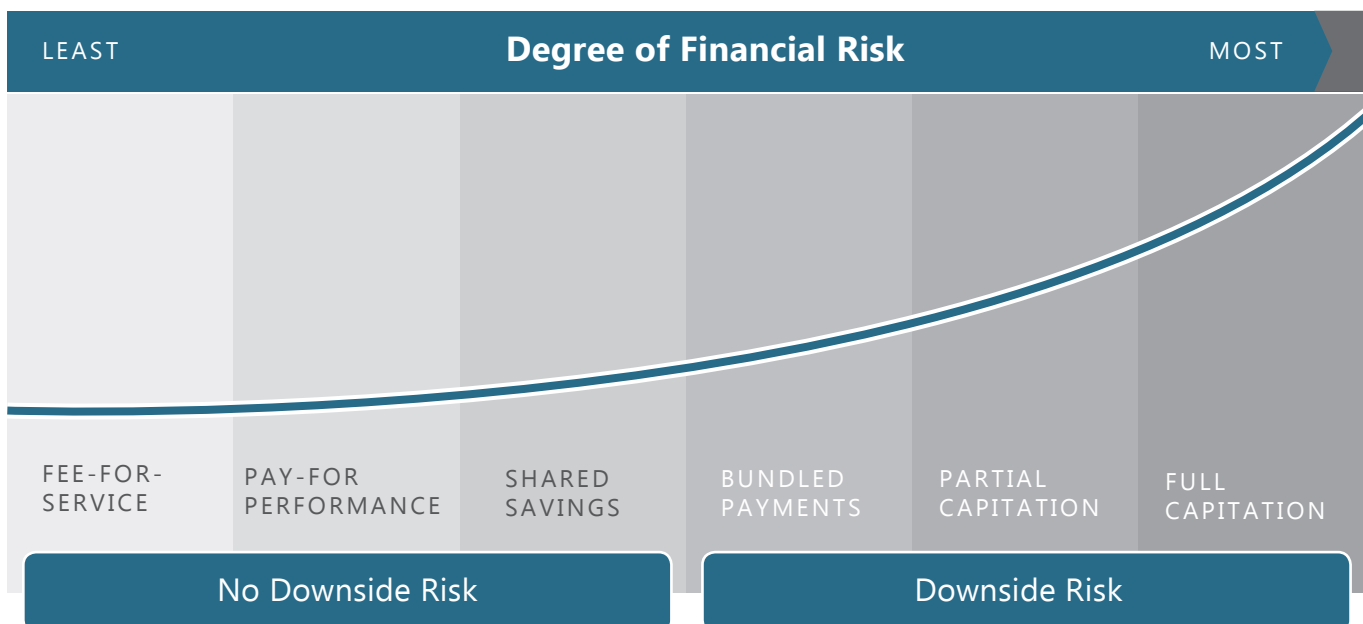 LEAST
Degree of Financial Risk
MOST
FEE-FOR-
SERVICE
PAY-FOR
PERFORMANCE
SHARED
SAVINGS
BUNDLED
PAYMENTS
PARTIAL
CAPITATION
FULL
CAPITATION
No Downside Risk
Downside Risk